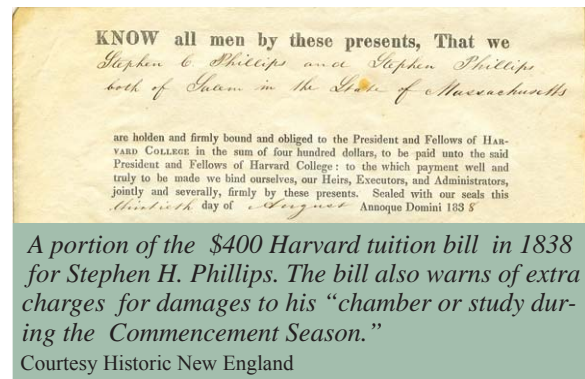 KNOW all men by these presents, That we
Stephen C Phillips and Stephen Phillips
both of Salem in the State of Massachusetts
are holden and firmly bound and obliged to the President and Fellows of HAR-
VARD COLLEGE in the sum of four hundred dollars, to be paid unto the said
President and Fellows of Harvard College: to the which payment well and
truly to be made we bind ourselves, our Heirs, Executors, and Administrators,
jointly and severally, firmly by these presents. Sealed with our seals this
thirtieth day of August Annoque Domini 1838
A portion of the $400 Harvard tuition bill in 1838
for Stephen H. Phillips. The bill also warns of extra
charges for damages to his “chamber or study dur-
ing the Commencement Season.”
Courtesy Historic New England